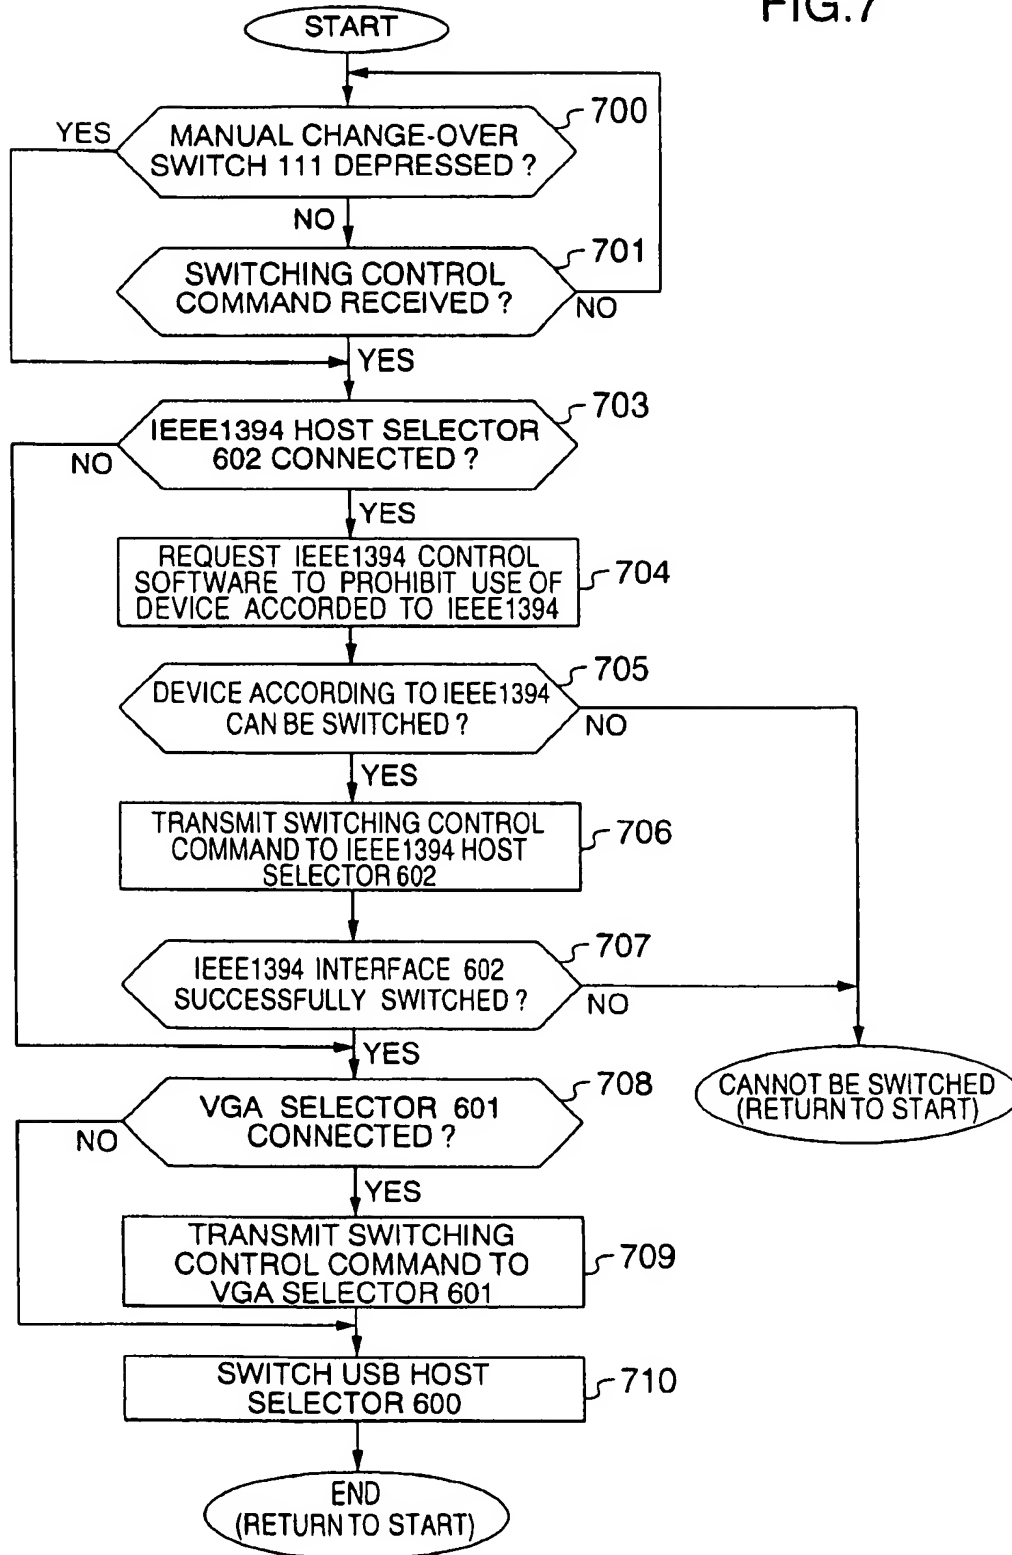 FIG.7
START
700
YES
MANUAL CHANGE-OVER
SWITCH 111 DEPRESSED ?
NO
701
SWITCHING CONTROL
COMMAND RECEIVED ?
NO
YES
703
IEEE1394 HOST SELECTOR
602 CONNECTED ?
NO
YES
REQUEST IEEE1394 CONTROL
SOFTWARE TO PROHIBIT USE OF
DEVICE ACCORDED TO IEEE1394
704
705
DEVICE ACCORDING TO IEEE1394
CAN BE SWITCHED ?
NO
YES
TRANSMIT SWITCHING CONTROL
COMMAND TO IEEE1394 HOST
SELECTOR 602
706
707
IEEE1394 INTERFACE 602
SUCCESSFULLY SWITCHED ?
NO
YES
CANNOT BE SWITCHED
(RETURN TO START)
708
VGA SELECTOR 601
CONNECTED ?
NO
YES
TRANSMIT SWITCHING
CONTROL COMMAND TO
VGA SELECTOR 601
709
SWITCH USB HOST
SELECTOR 600
710
END
(RETURN TO START)